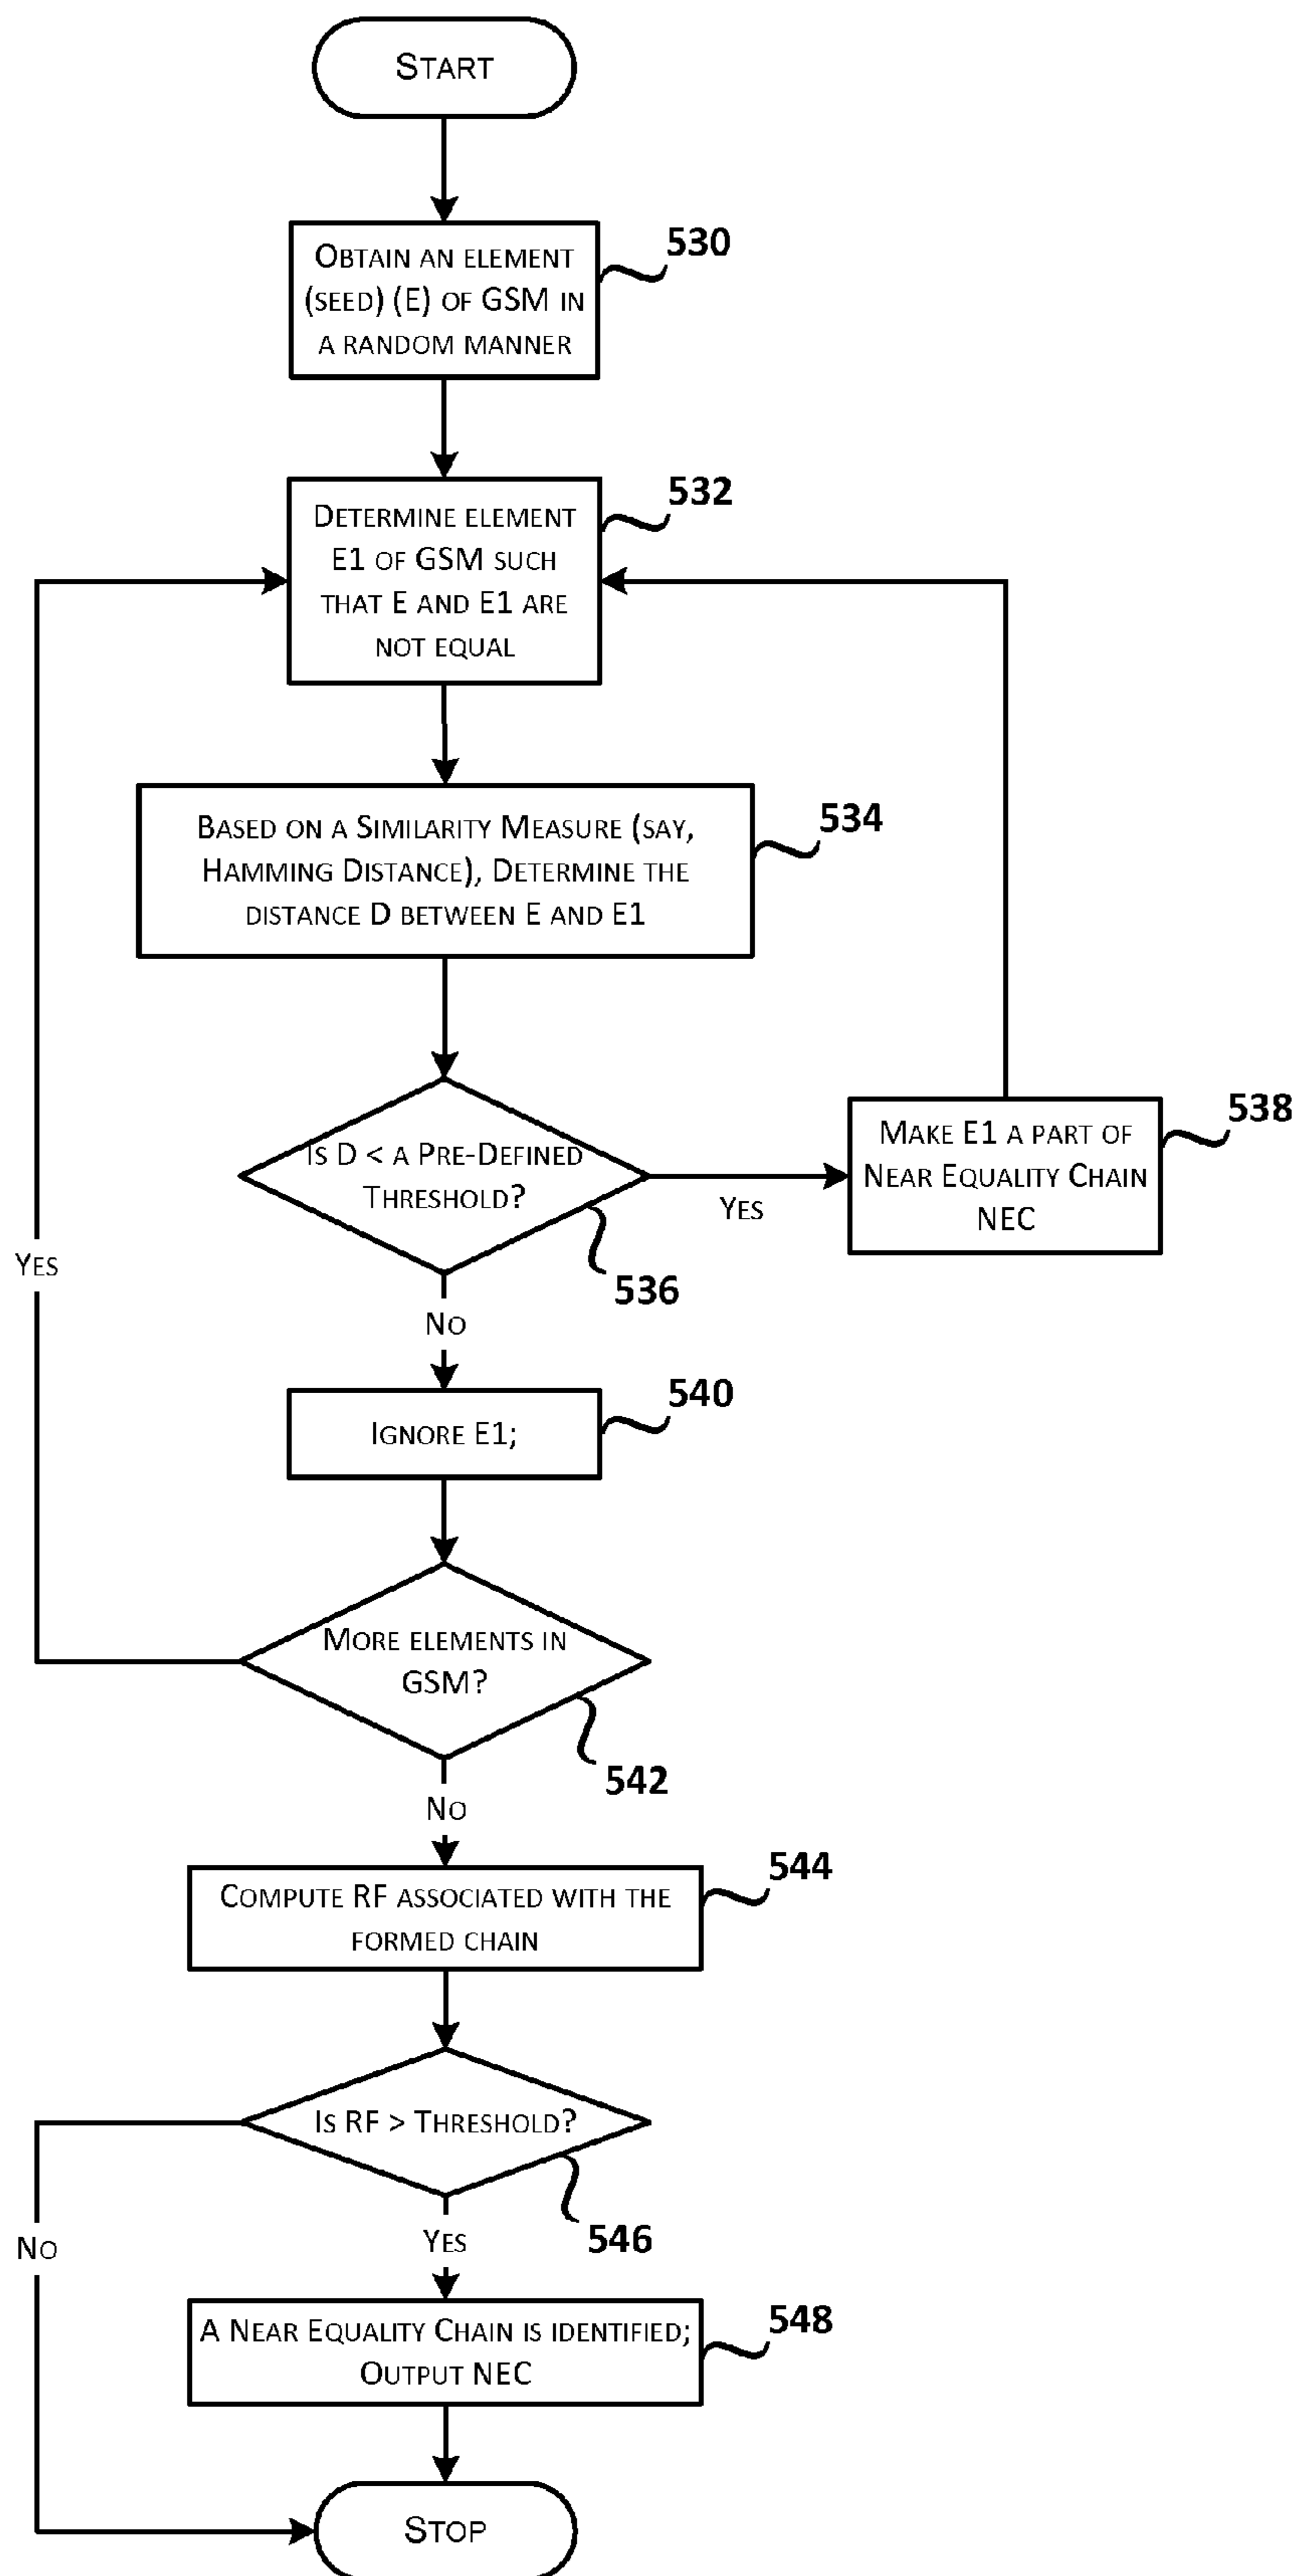 START
530
OBTAIN AN ELEMENT
(SEED) (E) OF GSM IN
A RANDOM MANNER
532
DETERMINE ELEMENT
E1 OF GSM SUCH
THAT E AND E1 ARE
NOT EQUAL
534
BASED ON A SIMILARITY MEASURE (SAY,
HAMMING DISTANCE), DETERMINE THE
DISTANCE D BETWEEN E AND E1
538
IS D < A PRE-DEFINED
THRESHOLD?
YES
MAKE E1 A PART OF
NEAR EQUALITY CHAIN
NEC
536
YES
NO
540
IGNORE E1;
MORE ELEMENTS IN
GSM?
542
NO
544
COMPUTE RF ASSOCIATED WITH THE
FORMED CHAIN
IS RF > THRESHOLD?
546
NO
YES
548
A NEAR EQUALITY CHAIN IS IDENTIFIED;
OUTPUT NEC
STOP